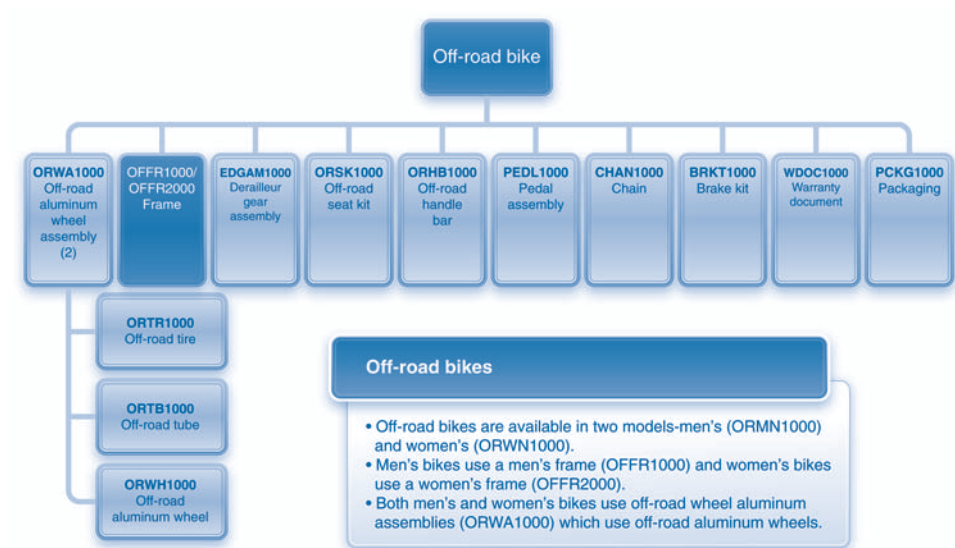 Off-road bike
ORWA1000
Off-road
aluminum
wheel
assembly
(2)
OFFR1000/
OFFR2000
Frame
EDGAM1000
Derailleur
gear
assembly
ORSK1000
Off-road
seat kit
ORHB1000
Off-road
handle
bar
PEDL1000
Pedal
assembly
CHAN1000
Chain
BRKT1000
Brake kit
WDOC1000
Warranty
document
PCKG1000
Packaging
ORTR1000
Off-road tire
ORTB1000
Off-road tube
ORWH1000
Off-road
aluminum wheel
Off-road bikes
• Off-road bikes are available in two models-men's (ORMN1000)
and women's (ORWN1000).
• Men's bikes use a men's frame (OFFR1000) and women's bikes
use a women's frame (OFFR2000).
• Both men's and women's bikes use off-road wheel aluminum
assemblies (ORWA1000) which use off-road aluminum wheels.